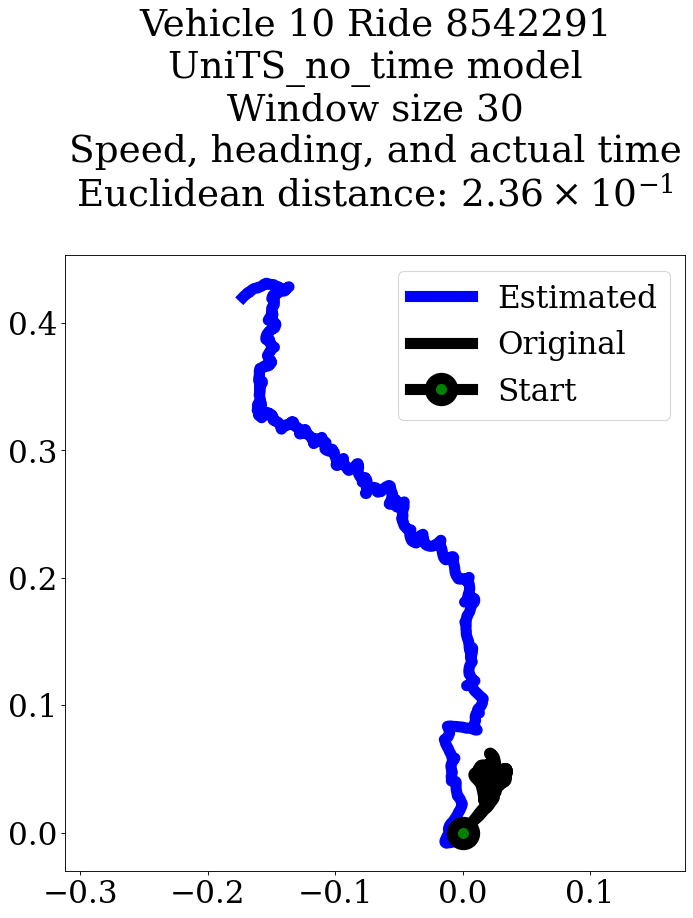 Vehicle 10 Ride 8542291
UniTS_no_time model
Window size 30
Speed, heading, and actual time
Euclidean distance: 2.36 × 10⁻¹
Estimated
Original
Start
0.4
0.3
0.2
0.1
0.0
−0.3 −0.2 −0.1 0.0 0.1